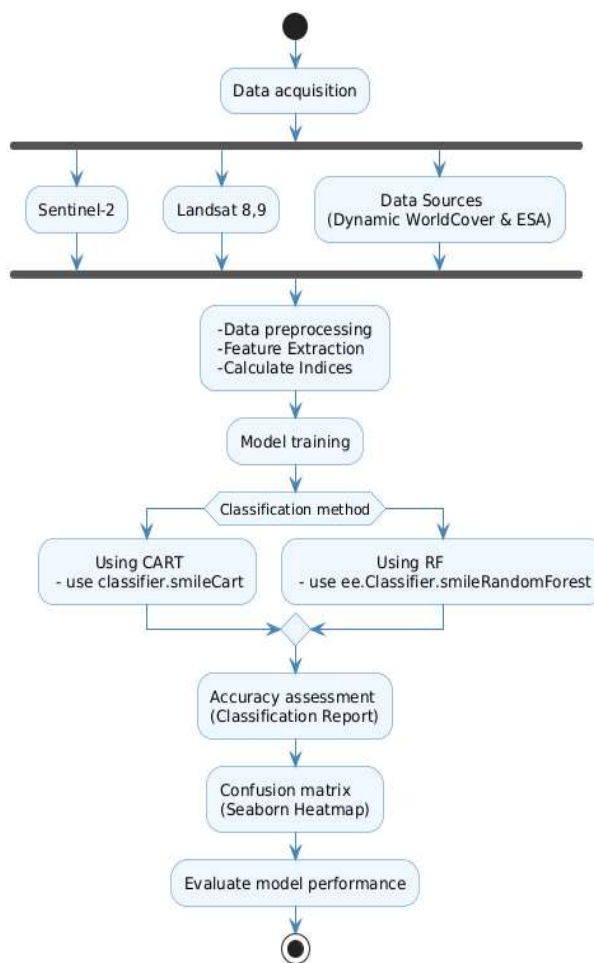 Data acquisition
Sentinel-2
Landsat 8,9
Data Sources
(Dynamic WorldCover & ESA)
-Data preprocessing
-Feature Extraction
-Calculate Indices
Model training
Classification method
Using CART
- use classifier.smileCart
Using RF
- use ee.Classifier.smileRandomForest
Accuracy assessment
(Classification Report)
Confusion matrix
(Seaborn Heatmap)
Evaluate model performance